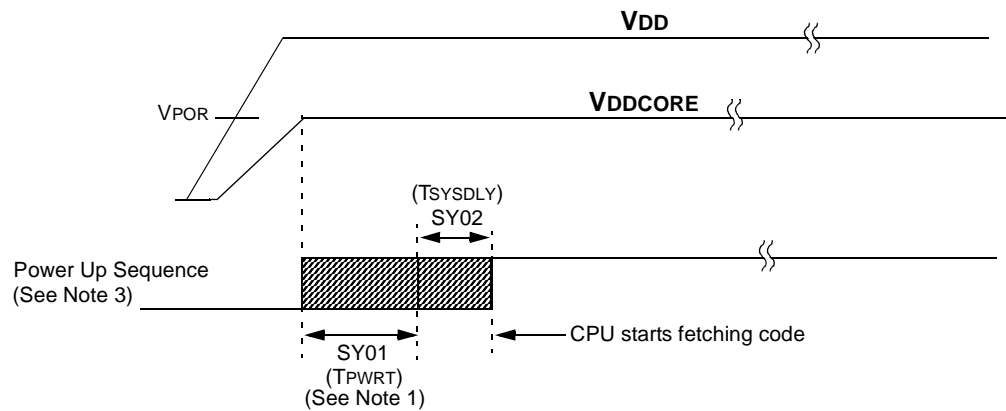 VDD
VDDCORE
VPOR
(TSYSDLY)
SY02
Power Up Sequence
(See Note 3)
CPU starts fetching code
SY01
(TPWRT)
(See Note 1)